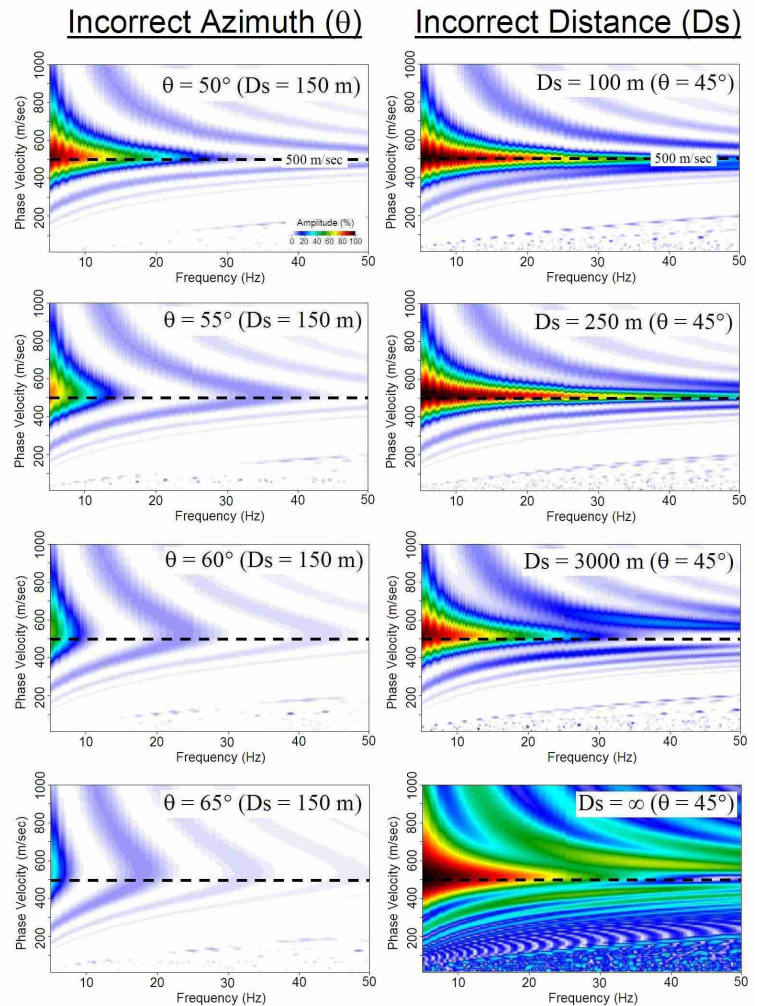 Incorrect Azimuth (θ)
Incorrect Distance (Ds)
θ = 50° (Ds = 150 m)
500 m/sec
Amplitude (%)
0 20 40 60 80 100
Phase Velocity (m/sec)
200 400 600 800 1000
10 20 30 40 50
Frequency (Hz)
Ds = 100 m (θ = 45°)
500 m/sec
Phase Velocity (m/sec)
200 400 600 800 1000
10 20 30 40 50
Frequency (Hz)
θ = 55° (Ds = 150 m)
Phase Velocity (m/sec)
200 400 600 800 1000
10 20 30 40 50
Frequency (Hz)
Ds = 250 m (θ = 45°)
Phase Velocity (m/sec)
200 400 600 800 1000
10 20 30 40 50
Frequency (Hz)
θ = 60° (Ds = 150 m)
Phase Velocity (m/sec)
200 400 600 800 1000
10 20 30 40 50
Frequency (Hz)
Ds = 3000 m (θ = 45°)
Phase Velocity (m/sec)
200 400 600 800 1000
10 20 30 40 50
Frequency (Hz)
θ = 65° (Ds = 150 m)
Phase Velocity (m/sec)
200 400 600 800 1000
10 20 30 40 50
Frequency (Hz)
Ds = ∞ (θ = 45°)
Phase Velocity (m/sec)
200 400 600 800 1000
10 20 30 40 50
Frequency (Hz)